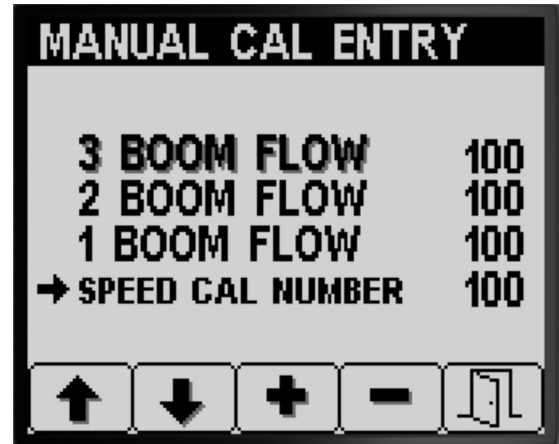 MANUAL CAL ENTRY
3 BOOM FLOW 100
2 BOOM FLOW 100
1 BOOM FLOW 100
SPEED CAL NUMBER 100